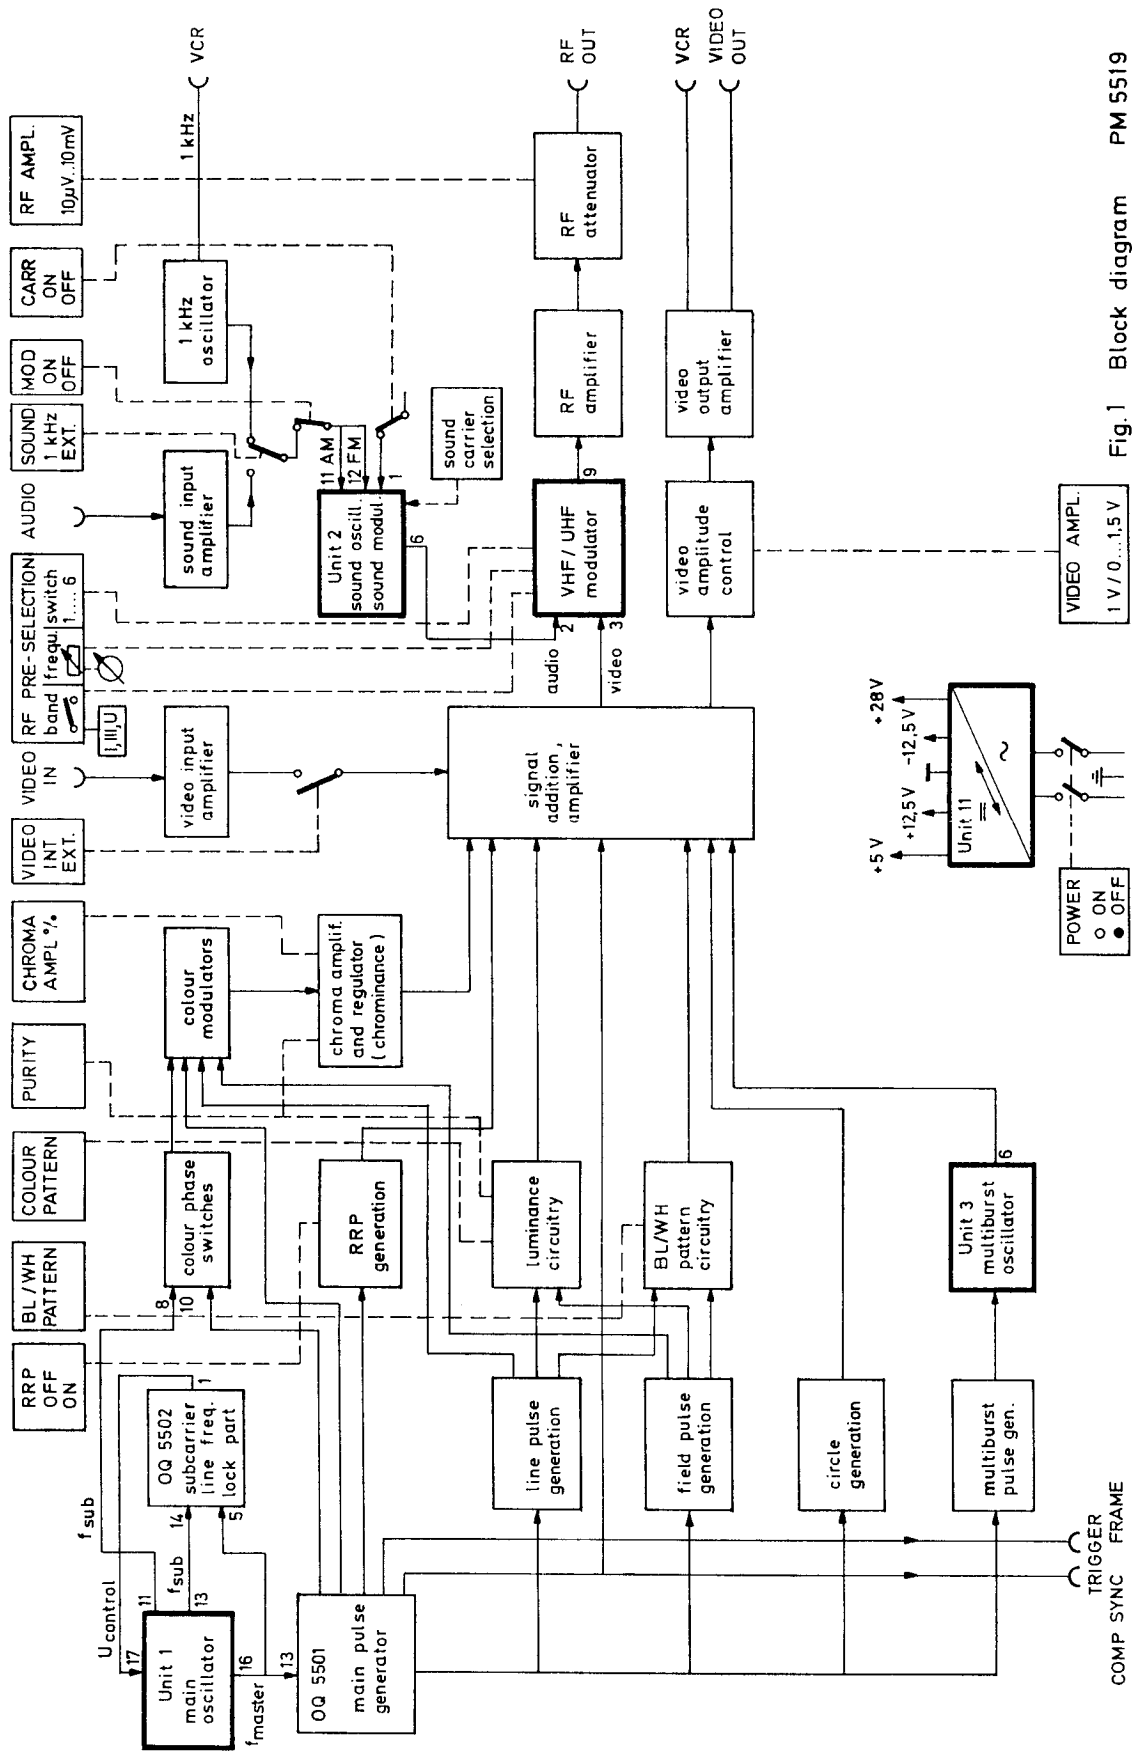 RRP
OFF
ON
BL/WH
PATTERN
COLOUR
PATTERN
PURITY
CHROMA
AMPL %
VIDEO
INT
EXT.
VIDEO
IN
RF PRE-SELECTION
band frequ. switch
1....6
I,III,U
AUDIO
SOUND
1 kHz
EXT.
MOD
ON
OFF
CARR
ON
OFF
RF AMPL.
10µV..10mV
Ucontrol
f sub
17
11
Unit 1
main
oscillator
13
fsub
14
16
fmaster
5
1
OQ 5502
subcarrier
line freq.
lock part
8
10
colour phase
switches
colour
modulators
video input
amplifier
sound input
amplifier
1 kHz
oscillator
1 kHz
VCR
13
OQ 5501
main pulse
generator
RRP
generation
chroma amplif.
and regulator
(chrominance)
11 AM
12 FM
1
Unit 2
sound oscill.
sound modul.
6
sound
carrier
selection
line pulse
generation
luminance
circuitry
signal
addition,
amplifier
audio
2
video
3
VHF/UHF
modulator
9
RF
amplifier
RF
attenuator
RF
OUT
field pulse
generation
BL/WH
pattern
circuitry
video
amplitude
control
video
output
amplifier
VCR
VIDEO
OUT
circle
generation
multiburst
pulse gen.
Unit 3
multiburst
oscillator
6
+5 V
+12,5 V
-12,5 V
+28 V
Unit 11
POWER
ON
OFF
VIDEO AMPL.
1 V / 0...1,5 V
TRIGGER
COMP SYNC FRAME
Fig.1 Block diagram PM 5519